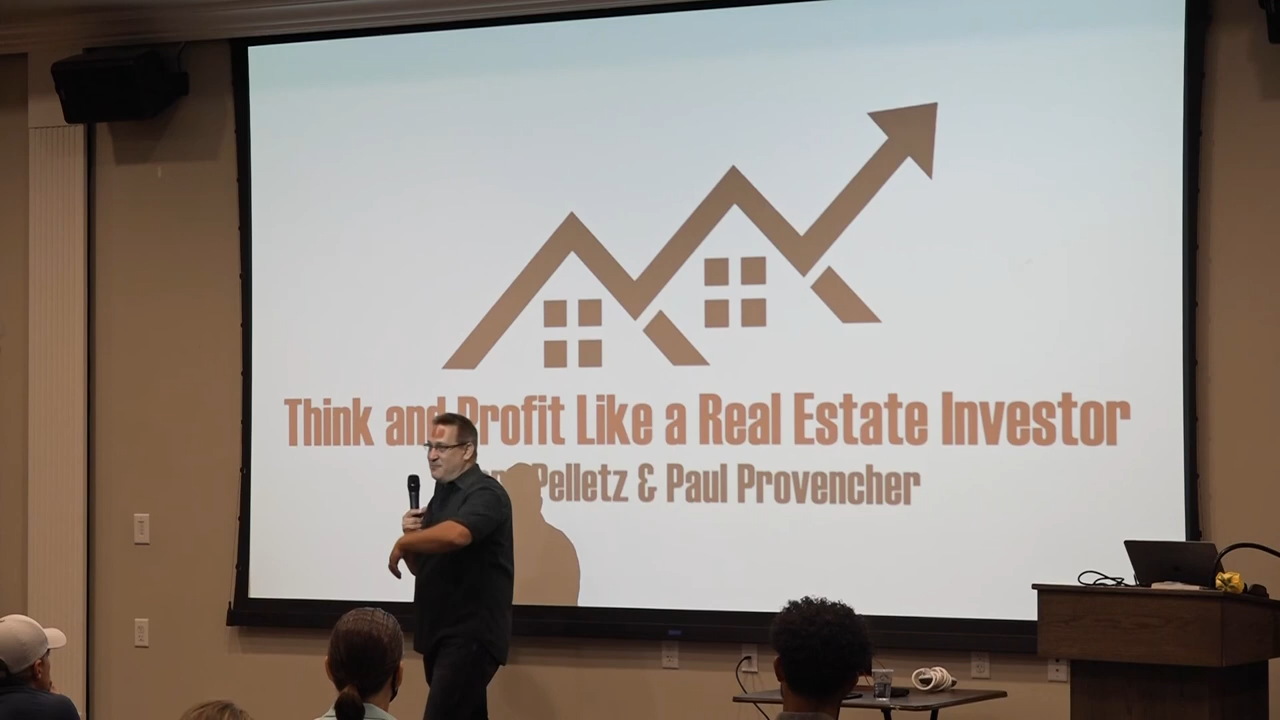 Think and Profit Like a Real Estate Investor
Pelletz & Paul Provencher